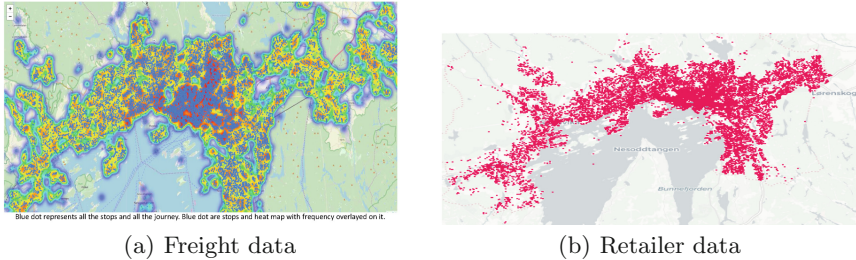 Lørenskog
Nesoddtangen
Bunnefjorden
Blue dot represents all the stops and all the journey. Blue dot are stops and heat map with frequency overlayed on it.
(a) Freight data
(b) Retailer data